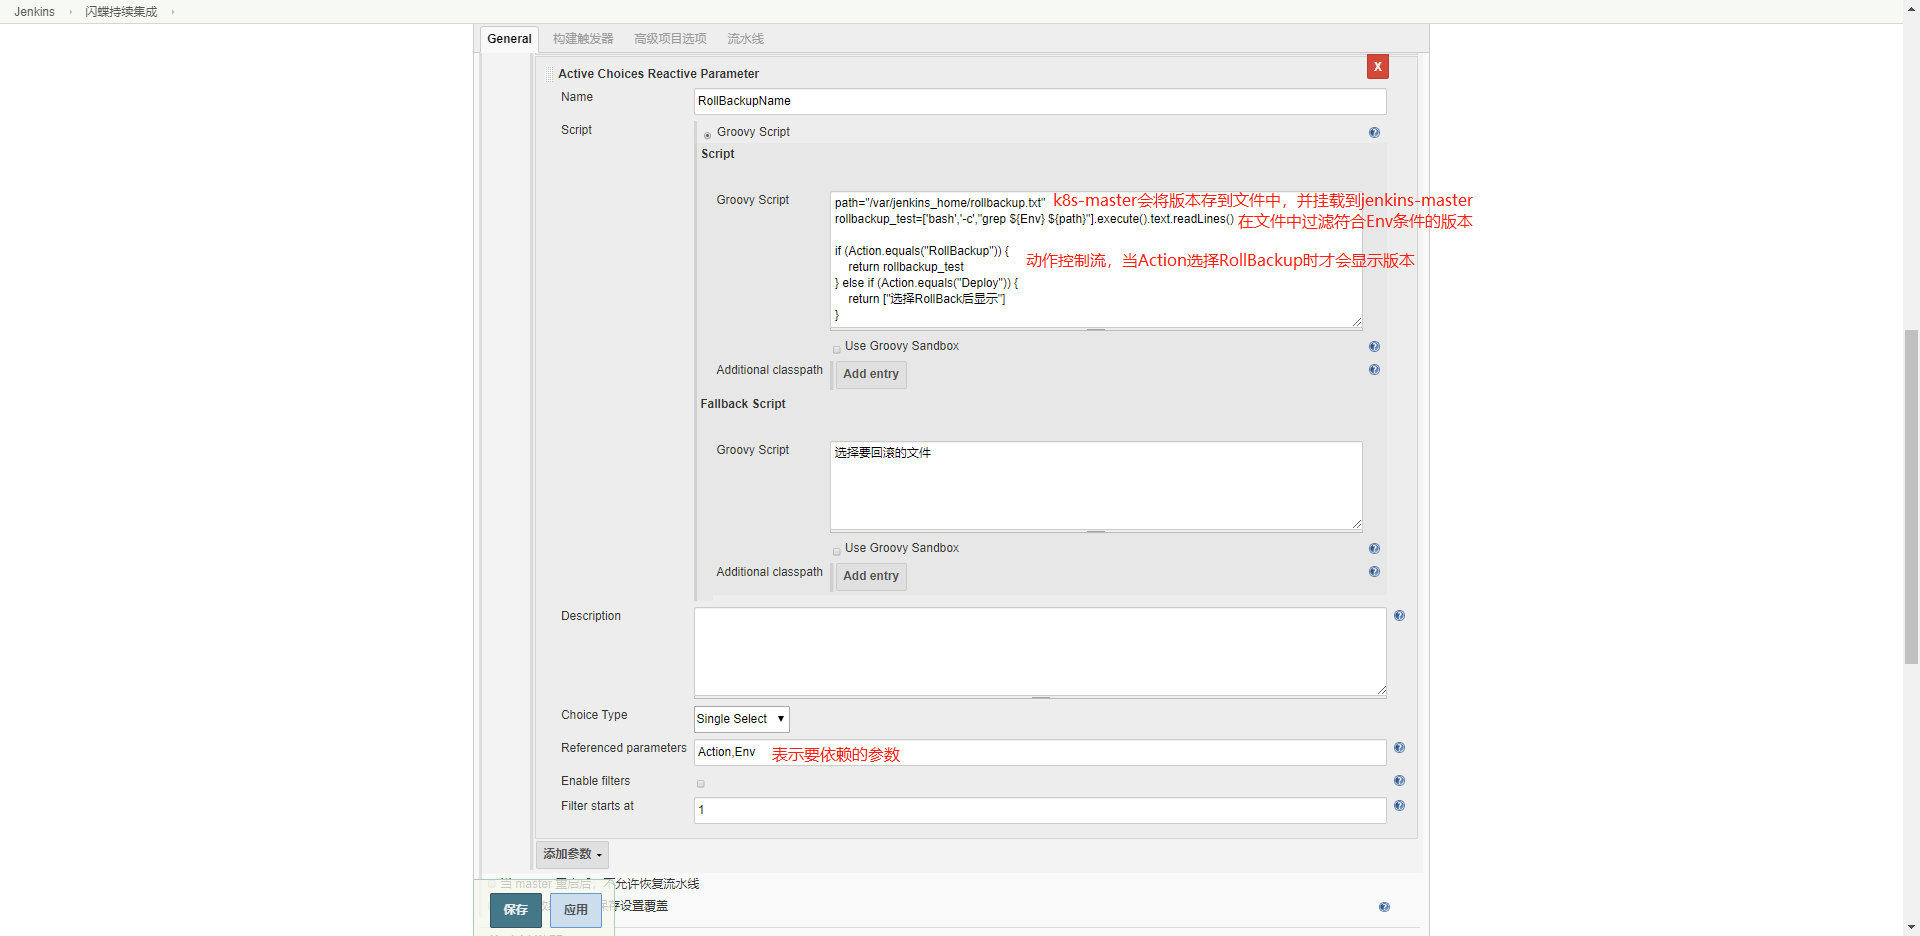 Jenkins › 闪蝶持续集成 ›
General 构建触发器 高级项目选项 流水线
Active Choices Reactive Parameter
X
Name RollBackupName
Script Groovy Script
Script
Groovy Script
path="/var/jenkins_home/rollbackup.txt" k8s-master会将版本存到文件中，并挂载到jenkins-master
rollbackup_test=['bash','-c',"grep ${Env} ${path}"].execute().text.readLines() 在文件中过滤符合Env条件的版本
if (Action.equals("RollBackup")) {
return rollbackup_test 动作控制流，当Action选择RollBackup时才会显示版本
} else if (Action.equals("Deploy")) {
return ["选择RollBack后显示"]
}
Use Groovy Sandbox
Additional classpath Add entry
Fallback Script
Groovy Script 选择要回滚的文件
Use Groovy Sandbox
Additional classpath Add entry
Description
Choice Type Single Select
Referenced parameters Action,Env 表示要依赖的参数
Enable filters
Filter starts at 1
添加参数
当 master 重启后，不允许恢复流水线
保存 应用 存设置覆盖